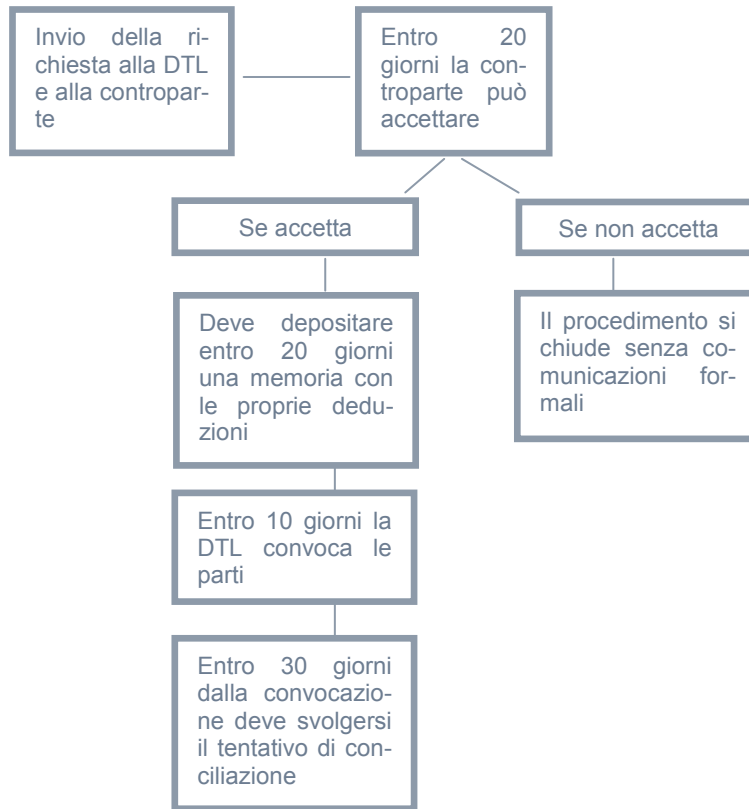 Invio della ri-
chiesta alla DTL
e alla contropar-
te
Entro 20
giorni la con-
troparte può
accettare
Se accetta
Se non accetta
Deve depositare
entro 20 giorni
una memoria con
le proprie dedu-
zioni
Il procedimento si
chiude senza co-
municazioni for-
mali
Entro 10 giorni la
DTL convoca le
parti
Entro 30 giorni
dalla convocazio-
ne deve svolgersi
il tentativo di con-
ciliazione